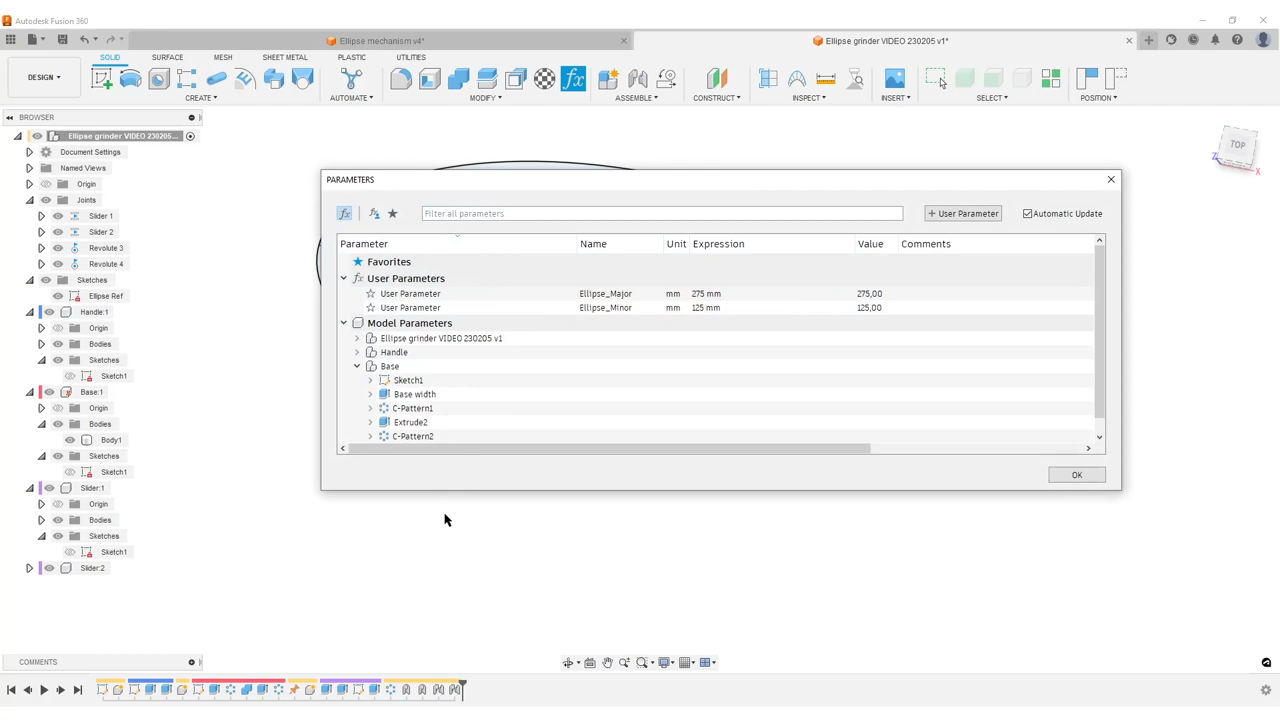 Autodesk Fusion 360
Ellipse mechanism v4*
Ellipse grinder VIDEO 230205 v1*
SOLID
SURFACE
MESH
SHEET METAL
PLASTIC
UTILITIES
DESIGN
CREATE
AUTOMATE
MODIFY
ASSEMBLE
CONSTRUCT
INSPECT
INSERT
SELECT
POSITION
BROWSER
Ellipse grinder VIDEO 230205...
Document Settings
Named Views
Origin
Joints
Slider 1
Slider 2
Revolute 3
Revolute 4
Sketches
Ellipse Ref
Handle:1
Origin
Bodies
Sketches
Sketch1
Base:1
Origin
Bodies
Body1
Sketches
Sketch1
Slider:1
Origin
Bodies
Sketches
Sketch1
Slider:2
TOP
Z
X
PARAMETERS
fx
Filter all parameters
+ User Parameter
Automatic Update
Parameter Name Unit Expression Value Comments
Favorites
fx User Parameters
User Parameter Ellipse_Major mm 275 mm 275,00
User Parameter Ellipse_Minor mm 125 mm 125,00
Model Parameters
Ellipse grinder VIDEO 230205 v1
Handle
Base
Sketch1
Base width
C-Pattern1
Extrude2
C-Pattern2
OK
COMMENTS